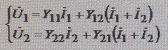 U̇₁ = Y₁₁İ₁ + Y₁₂(İ₁ + İ₂)
U̇₂ = Y₂₂İ₂ + Y₂₁(İ₁ + İ₂)